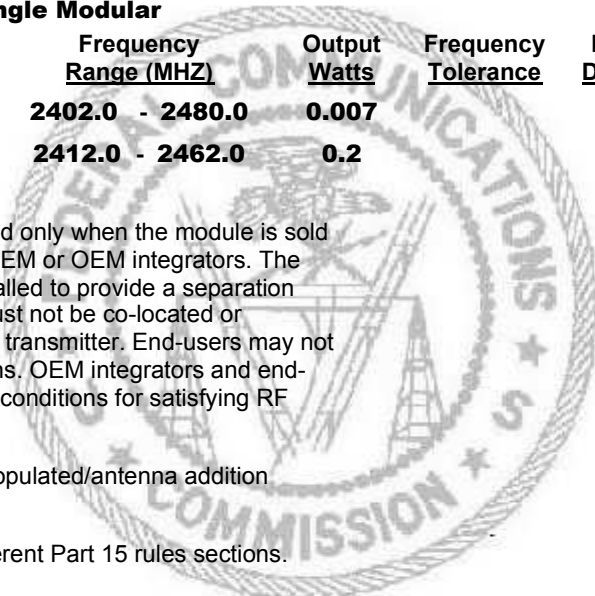 ngle Modular
Frequency Output Frequency
Range (MHZ) Watts Tolerance D
2402.0 - 2480.0 0.007
2412.0 - 2462.0 0.2
d only when the module is sold
EM or OEM integrators. The
alled to provide a separation
ust not be co-located or
transmitter. End-users may not
ns. OEM integrators and end-
conditions for satisfying RF
opulated/antenna addition
erent Part 15 rules sections.
FEDERAL COMMUNICATIONS COMMISSION
U S